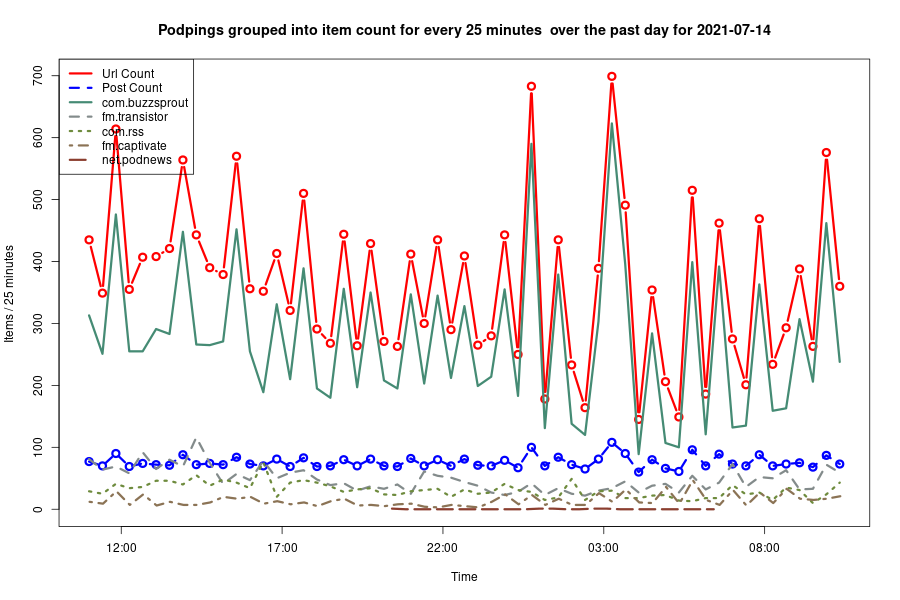 Podpings grouped into item count for every 25 minutes  over the past day for 2021-07-14
Items / 25 minutes
700
600
500
400
300
200
100
0
Url Count
Post Count
com.buzzsprout
fm.transistor
com.rss
fm.captivate
net.podnews
12:00
17:00
22:00
03:00
08:00
Time